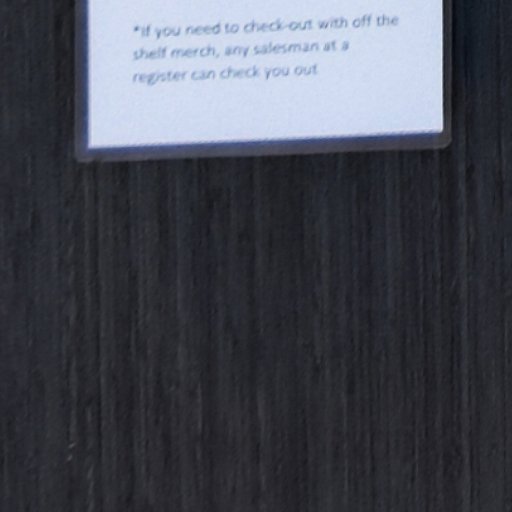 *If you need to check-out with off the
shelf merch, any salesman at a
register can check you out